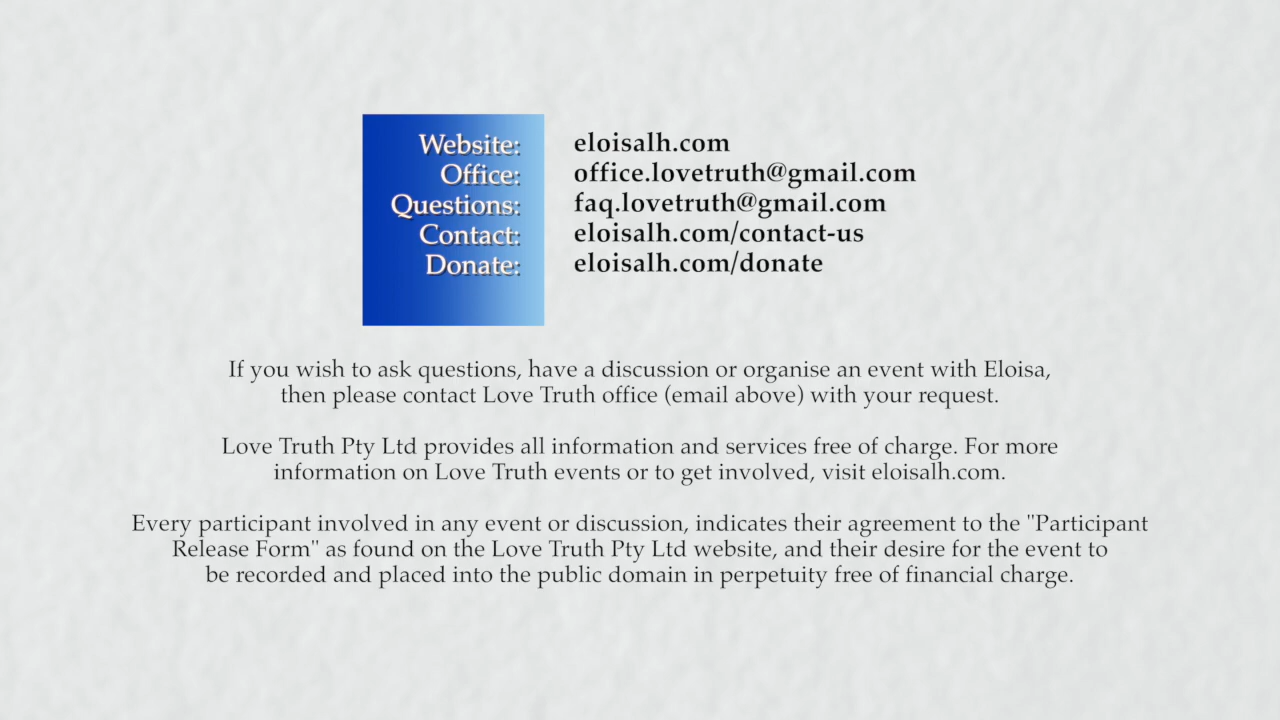 Website: eloisalh.com
Office: office.lovetruth@gmail.com
Questions: faq.lovetruth@gmail.com
Contact: eloisalh.com/contact-us
Donate: eloisalh.com/donate
If you wish to ask questions, have a discussion or organise an event with Eloisa,
then please contact Love Truth office (email above) with your request.
Love Truth Pty Ltd provides all information and services free of charge. For more
information on Love Truth events or to get involved, visit eloisalh.com.
Every participant involved in any event or discussion, indicates their agreement to the "Participant
Release Form" as found on the Love Truth Pty Ltd website, and their desire for the event to
be recorded and placed into the public domain in perpetuity free of financial charge.